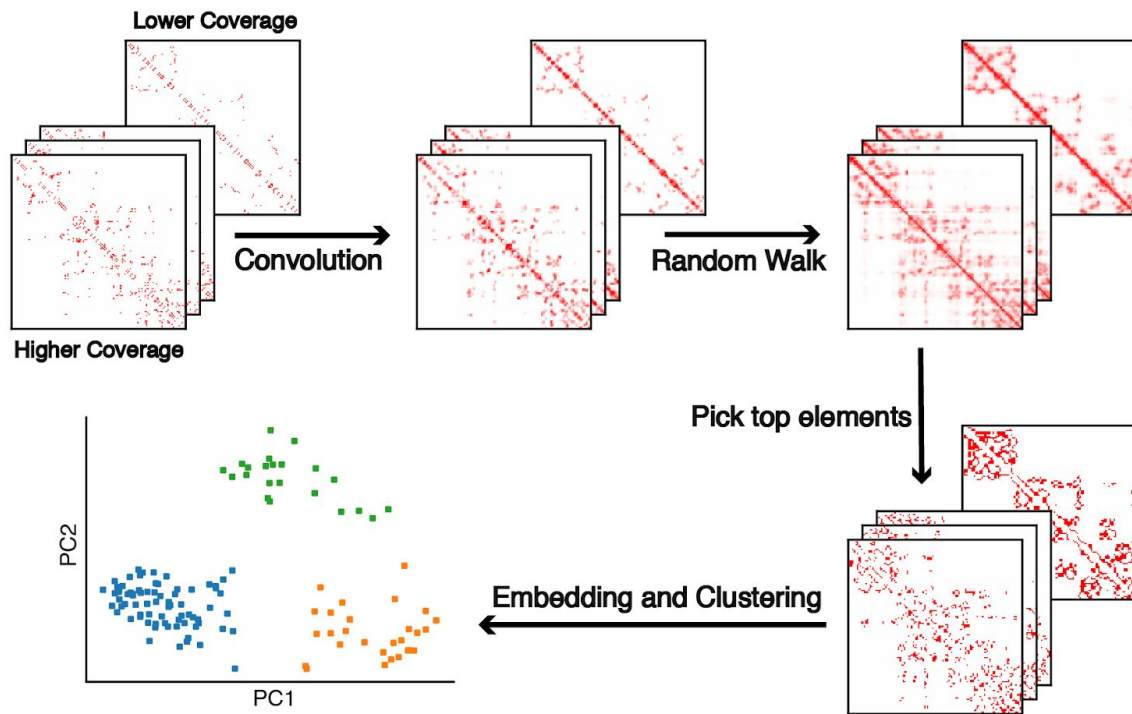 Lower Coverage
Higher Coverage
Convolution
Random Walk
Pick top elements
Embedding and Clustering
PC2
PC1